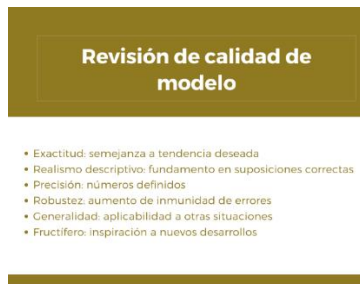 Revisión de calidad de
modelo
• Exactitud: semejanza a tendencia deseada
• Realismo descriptivo: fundamento en suposiciones correctas
• Precisión: números definidos
• Robustez: aumento de inmunidad de errores
• Generalidad: aplicabilidad a otras situaciones
• Fructífero: inspiración a nuevos desarrollos